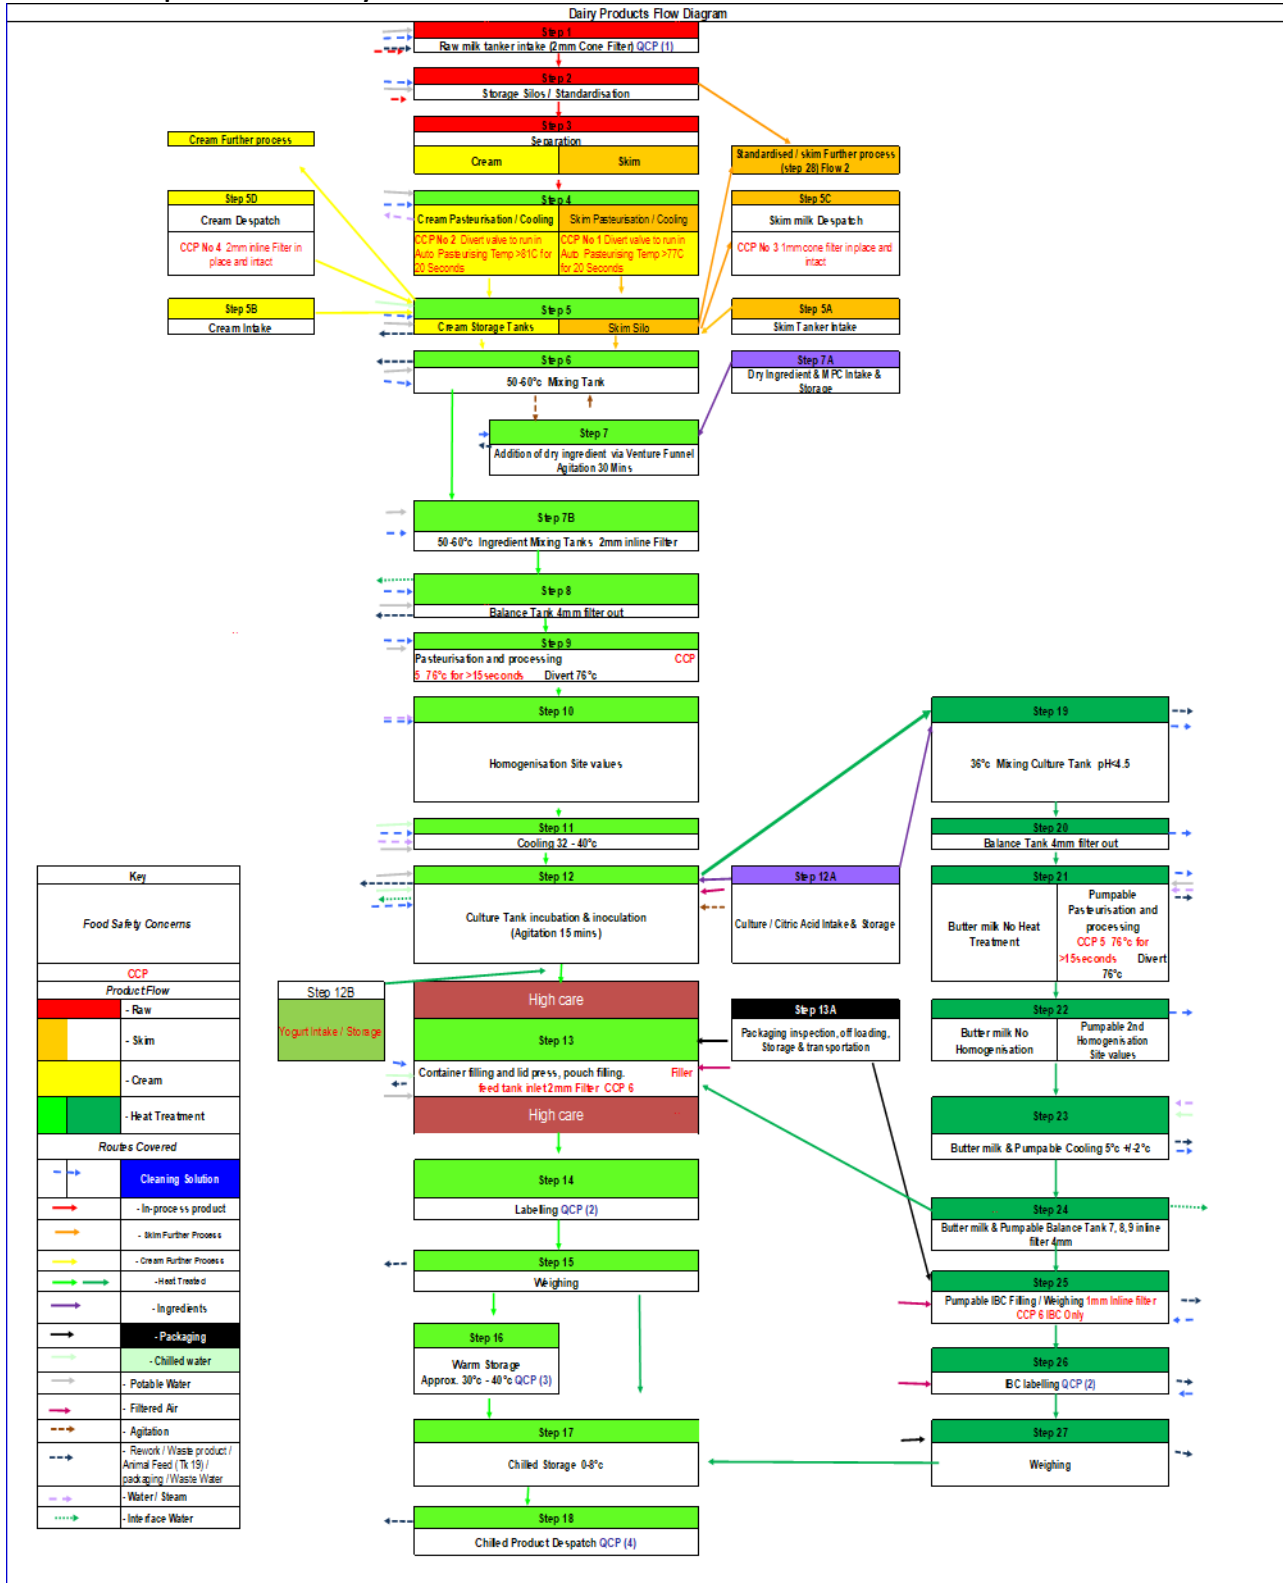 Dairy Products Flow Diagram
Step 1
Raw milk tanker intake (2mm Cone Filter) QCP (1)
Step 2
Storage Silos / Standardisation
Step 3
Separation
Cream
Skim
Cream Further process
Standardised / skim Further process
(step 28) Flow 2
Step 5D
Cream Despatch
CCP No 4 2mm inline Filter in
place and intact
Step 4
Cream Pasteurisation / Cooling
Skim Pasteurisation / Cooling
CCP No 2 Divert valve to run in
Auto Pasteurising Temp >81C for
20 Seconds
CCP No 1 Divert valve to run in
Auto Pasteurising Temp >77C
for 20 Seconds
Step 5C
Skim milk Despatch
CCP No 3 1mm cone filter in place and
intact
Step 5B
Cream Intake
Step 5
Cream Storage Tanks
Skim Silo
Step 5A
Skim Tanker Intake
Step 6
50-60°c Mixing Tank
Step 7A
Dry Ingredient & MPC Intake &
Storage
Step 7
Addition of dry ingredient via Venture Funnel
Agitation 30 Mins
Step 7B
50-60°c Ingredient Mixing Tanks 2mm inline Filter
Step 8
Balance Tank 4mm filter out
Step 9
Pasteurisation and processing CCP
5 76°c for >15seconds Divert 76°c
Step 10
Homogenisation Site values
Step 11
Cooling 32 - 40°c
Step 12
Culture Tank incubation & inoculation
(Agitation 15 mins)
Step 12A
Culture / Citric Acid Intake & Storage
Step 12B
Yogurt Intake / Storage
High care
Step 13
Container filling and lid press, pouch filling. Filler
feed tank inlet 2mm Filter CCP 6
High care
Step 13A
Packaging inspection, off loading,
Storage & transportation
Step 14
Labelling QCP (2)
Step 15
Weighing
Step 16
Warm Storage
Approx. 30°c - 40°c QCP (3)
Step 17
Chilled Storage 0-8°c
Step 18
Chilled Product Despatch QCP (4)
Step 19
36°c Mixing Culture Tank pH<4.5
Step 20
Balance Tank 4mm filter out
Step 21
Butter milk No Heat
Treatment
Pumpable
Pasteurisation and
processing
CCP 5 76°c for
>15seconds Divert
76°c
Step 22
Butter milk No
Homogenisation
Pumpable 2nd
Homogenisation
Site values
Step 23
Butter milk & Pumpable Cooling 5°c +/-2°c
Step 24
Butter milk & Pumpable Balance Tank 7, 8, 9 inline
filter 4mm
Step 25
Pumpable IBC Filling / Weighing 1mm Inline filter
CCP 6 IBC Only
Step 26
IBC labelling QCP (2)
Step 27
Weighing
Key
Food Safety Concerns
CCP
Product Flow
- Raw
- Skim
- Cream
- Heat Treatment
Routes Covered
Cleaning Solution
- In-process product
- Skim Further Process
- Cream Further Process
- Heat Treated
- Ingredients
- Packaging
- Chilled water
- Potable Water
- Filtered Air
- Agitation
- Rework / Waste product /
Animal Feed (Tk 19) /
packaging / Waste Water
- Water / Steam
- Interface Water